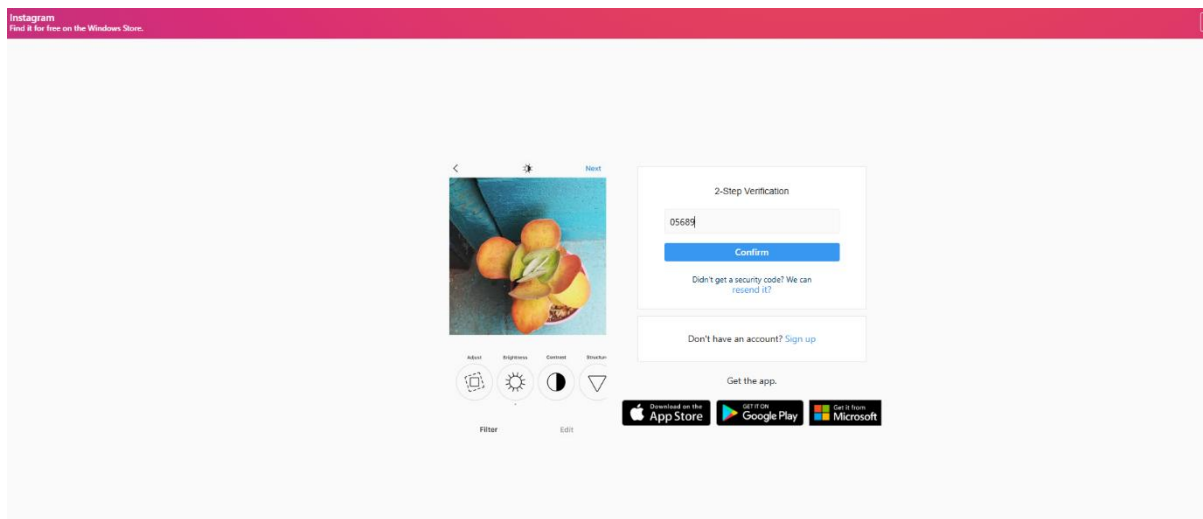 Instagram
Find it for free on the Windows Store.
Next
Adjust
Brightness
Contrast
Structur
Filter
Edit
2-Step Verification
05689
Confirm
Didn't get a security code? We can
resend it?
Don't have an account? Sign up
Get the app.
Download on the
App Store
GET IT ON
Google Play
Get it from
Microsoft